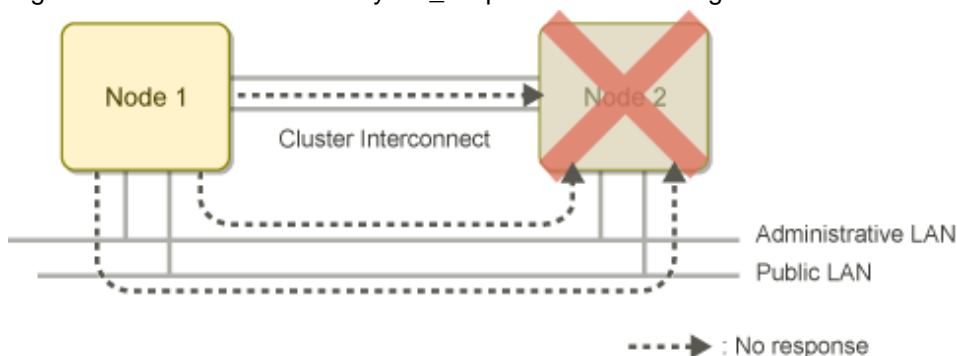 Node 1
Node 2
Cluster Interconnect
Administrative LAN
Public LAN
: No response